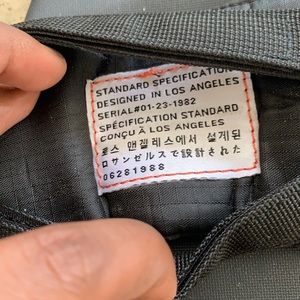 STANDARD SPECIFICATION
DESIGNED IN LOS ANGELES
SERIAL#01-23-1982
SPÉCIFICATION STANDARD
CONÇU À LOS ANGELES
로스 앤젤레스에서 설계된
ロサンゼルスで設計された
06281988